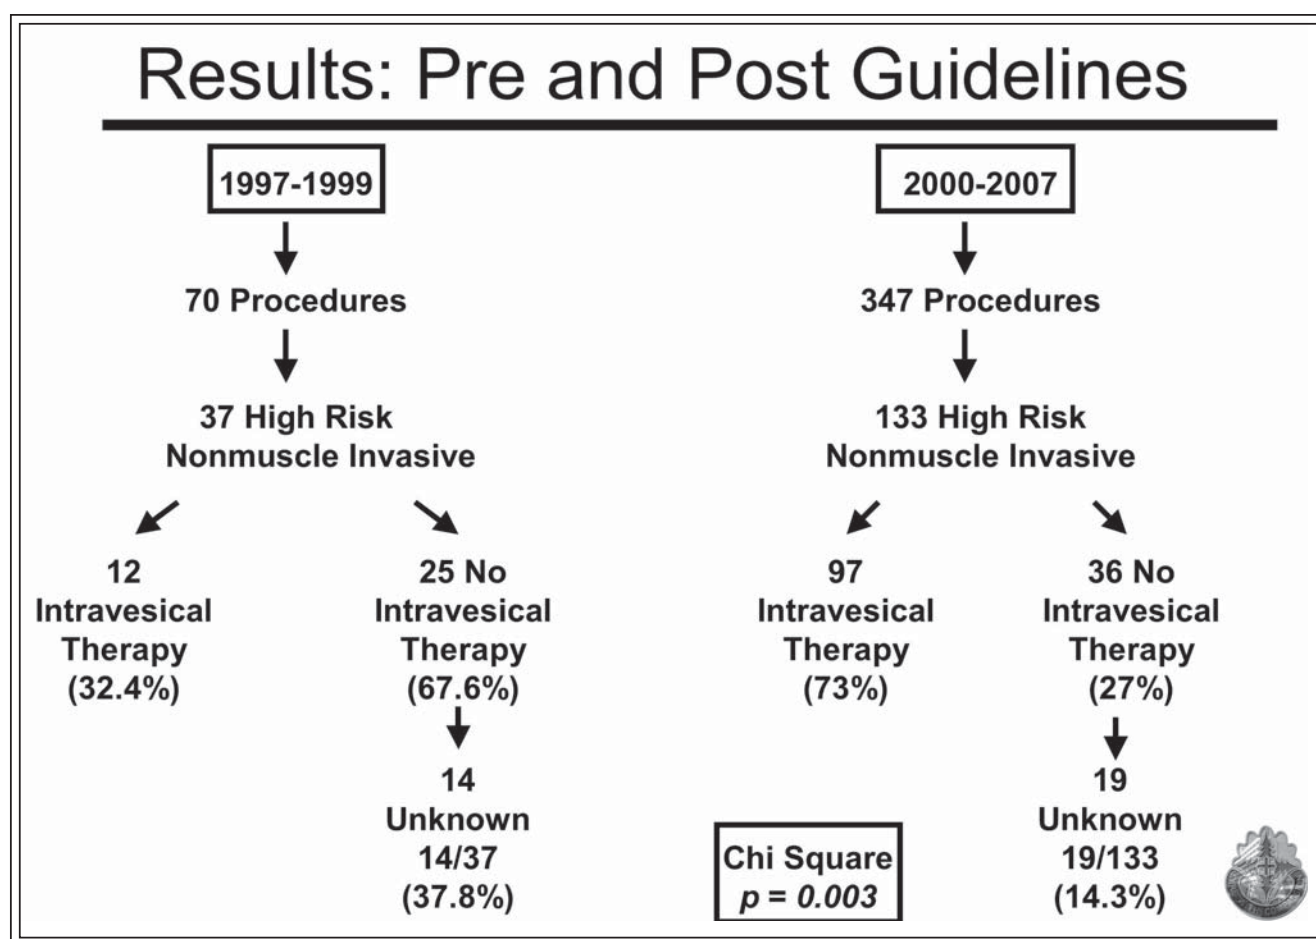 Results: Pre and Post Guidelines
1997-1999
70 Procedures
37 High Risk
Nonmuscle Invasive
12
Intravesical
Therapy
(32.4%)
25 No
Intravesical
Therapy
(67.6%)
14
Unknown
14/37
(37.8%)
2000-2007
347 Procedures
133 High Risk
Nonmuscle Invasive
97
Intravesical
Therapy
(73%)
36 No
Intravesical
Therapy
(27%)
19
Unknown
19/133
(14.3%)
Chi Square
p = 0.003